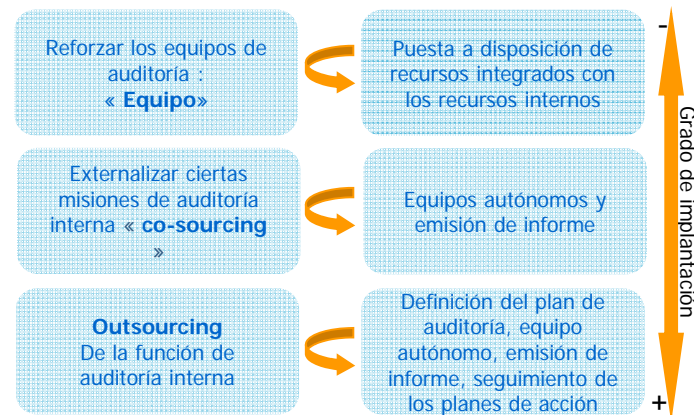 Reforzar los equipos de
auditoría :
« Equipo»
Puesta a disposición de
recursos integrados con
los recursos internos
Externalizar ciertas
misiones de auditoría
interna « co-sourcing
»
Equipos autónomos y
emisión de informe
Outsourcing
De la función de
auditoría interna
Definición del plan de
auditoría, equipo
autónomo, emisión de
informe, seguimiento de
los planes de acción
-
Grado de implantación
+